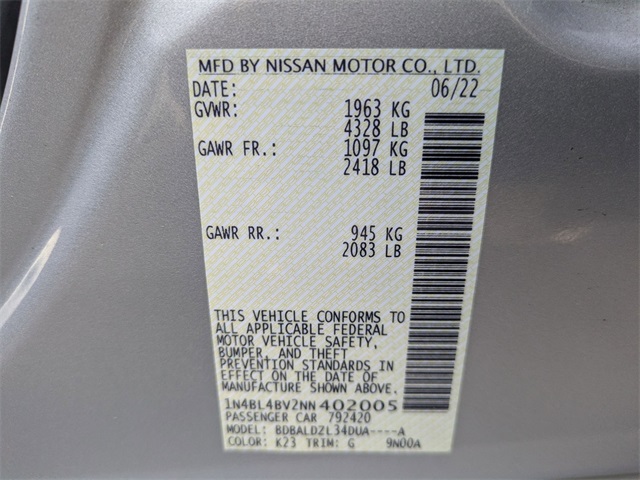 MFD BY NISSAN MOTOR CO., LTD.
DATE: 06/22
GVWR: 1963 KG
4328 LB
GAWR FR.: 1097 KG
2418 LB
GAWR RR.: 945 KG
2083 LB
THIS VEHICLE CONFORMS TO
ALL APPLICABLE FEDERAL
MOTOR VEHICLE SAFETY,
BUMPER, AND THEFT
PREVENTION STANDARDS IN
EFFECT ON THE DATE OF
MANUFACTURE SHOWN ABOVE.
1N4BL4BV2NN402005
PASSENGER CAR 792420
MODEL: BDBALDZL34DUA----A
COLOR: K23 TRIM: G 9N00A